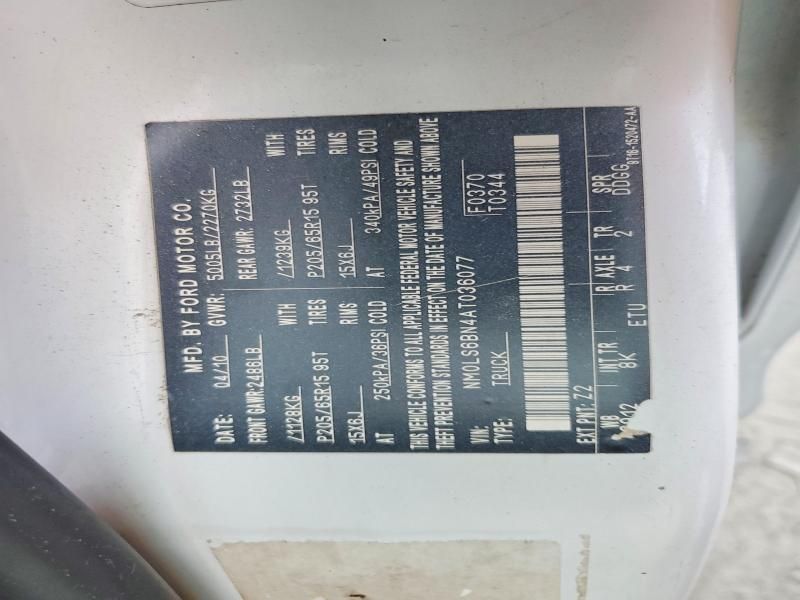 MFD. BY FORD MOTOR CO.
DATE: 04/10 GVWR: 5005LB/2270KG
FRONT GAWR: 2486LB REAR GAWR: 2732LB
/1128KG WITH /1239KG WITH
P205/65R15 95T TIRES P205/65R15 95T TIRES
15X6J RIMS 15X6J RIMS
AT 250kPA/36PSI COLD AT 340kPA/49PSI COLD
THIS VEHICLE CONFORMS TO ALL APPLICABLE FEDERAL MOTOR VEHICLE SAFETY AND
THEFT PREVENTION STANDARDS IN EFFECT ON THE DATE OF MANUFACTURE SHOWN ABOVE
VIN: NM0LS6BN4AT036077 F0370
TYPE: TRUCK T0344
EXT PNT: Z2
WB INT TR R AXLE TR SPR
8K R 4 2 DDGG
ETU
9T16-1520472-AA